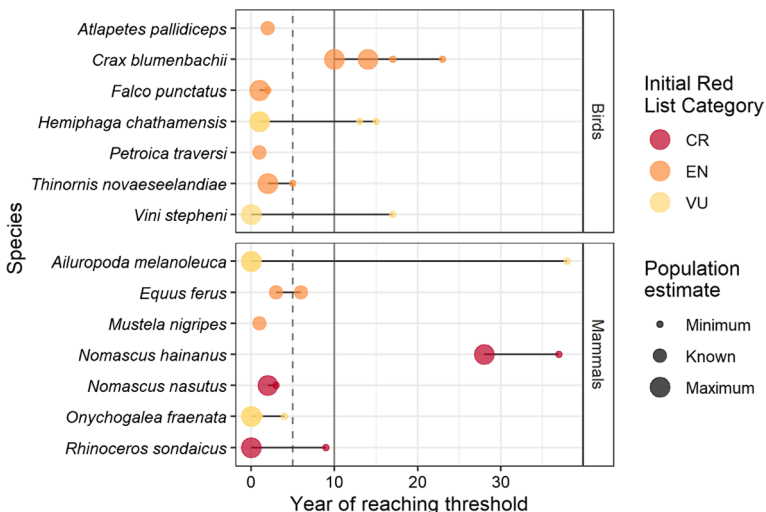 Species
Atlapetes pallidiceps
Crax blumenbachii
Falco punctatus
Hemiphaga chathamensis
Petroica traversi
Thinornis novaeseelandiae
Vini stepheni
Birds
Ailuropoda melanoleuca
Equus ferus
Mustela nigripes
Nomascus hainanus
Nomascus nasutus
Onychogalea fraenata
Rhinoceros sondaicus
Mammals
0 10 20 30
Year of reaching threshold
Initial Red
List Category
CR
EN
VU
Population
estimate
Minimum
Known
Maximum